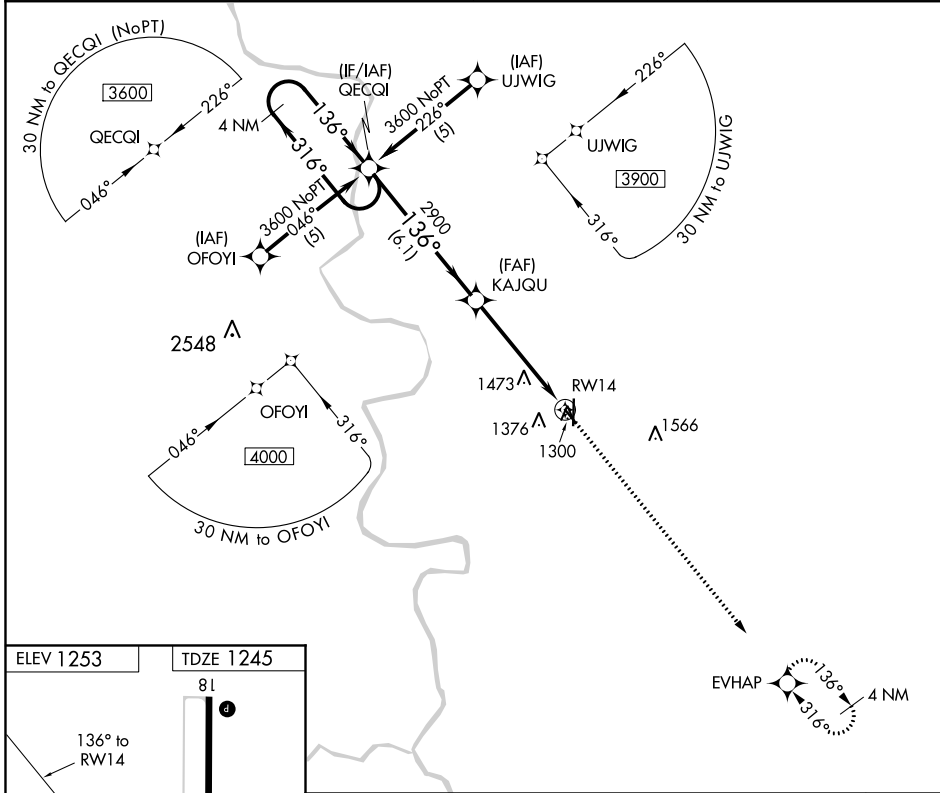 30 NM to QECQI (NoPT)
3600
226°
QECQI
046°
4 NM
136°
316°
(IF/IAF)
QECQI
(IAF)
UJWIG
3600 NoPT
226°
(5)
3600 NoPT
046°
(5)
(IAF)
OFOYI
226°
UJWIG
3900
316°
30 NM to UJWIG
2900
136°
(6.1)
(FAF)
KAJQU
2548
OFOYI
046°
316°
4000
30 NM to OFOYI
1473
RW14
1376
1300
1566
EVHAP
136°
316°
4 NM
ELEV 1253
TDZE 1245
18
P
136° to
RW14